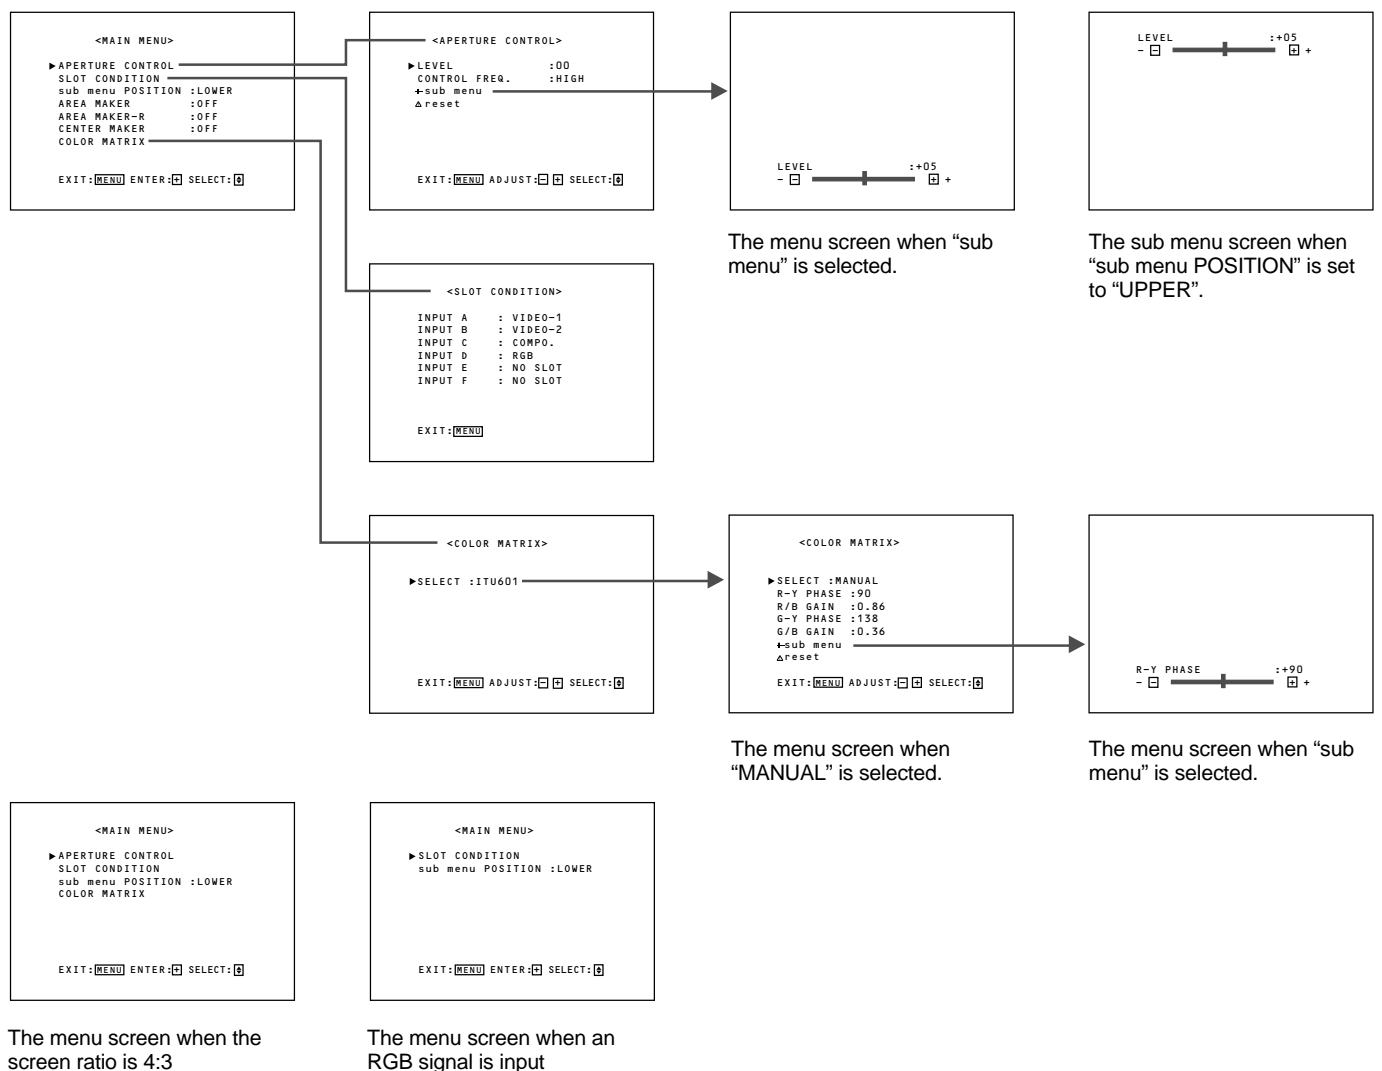 <MAIN MENU>
▶APERTURE CONTROL
SLOT CONDITION
sub menu POSITION :LOWER
AREA MAKER :OFF
AREA MAKER-R :OFF
CENTER MAKER :OFF
COLOR MATRIX
EXIT:MENU ENTER:+ SELECT:
<APERTURE CONTROL>
▶LEVEL :00
CONTROL FREQ. :HIGH
sub menu
reset
EXIT:MENU ADJUST:- + SELECT:
LEVEL :+05
- - + +
The menu screen when “sub
menu” is selected.
LEVEL :+05
- - + +
The sub menu screen when
“sub menu POSITION” is set
to “UPPER”.
<SLOT CONDITION>
INPUT A : VIDEO-1
INPUT B : VIDEO-2
INPUT C : COMPO.
INPUT D : RGB
INPUT E : NO SLOT
INPUT F : NO SLOT
EXIT:MENU
<COLOR MATRIX>
▶SELECT :ITU601
EXIT:MENU ADJUST:- + SELECT:
<COLOR MATRIX>
▶SELECT :MANUAL
R-Y PHASE :90
R/B GAIN :0.86
G-Y PHASE :138
G/B GAIN :0.36
sub menu
reset
EXIT:MENU ADJUST:- + SELECT:
The menu screen when
“MANUAL” is selected.
R-Y PHASE :+90
- - + +
The menu screen when “sub
menu” is selected.
<MAIN MENU>
▶APERTURE CONTROL
SLOT CONDITION
sub menu POSITION :LOWER
COLOR MATRIX
EXIT:MENU ENTER:+ SELECT:
The menu screen when the
screen ratio is 4:3
<MAIN MENU>
▶SLOT CONDITION
sub menu POSITION :LOWER
EXIT:MENU ENTER:+ SELECT:
The menu screen when an
RGB signal is input